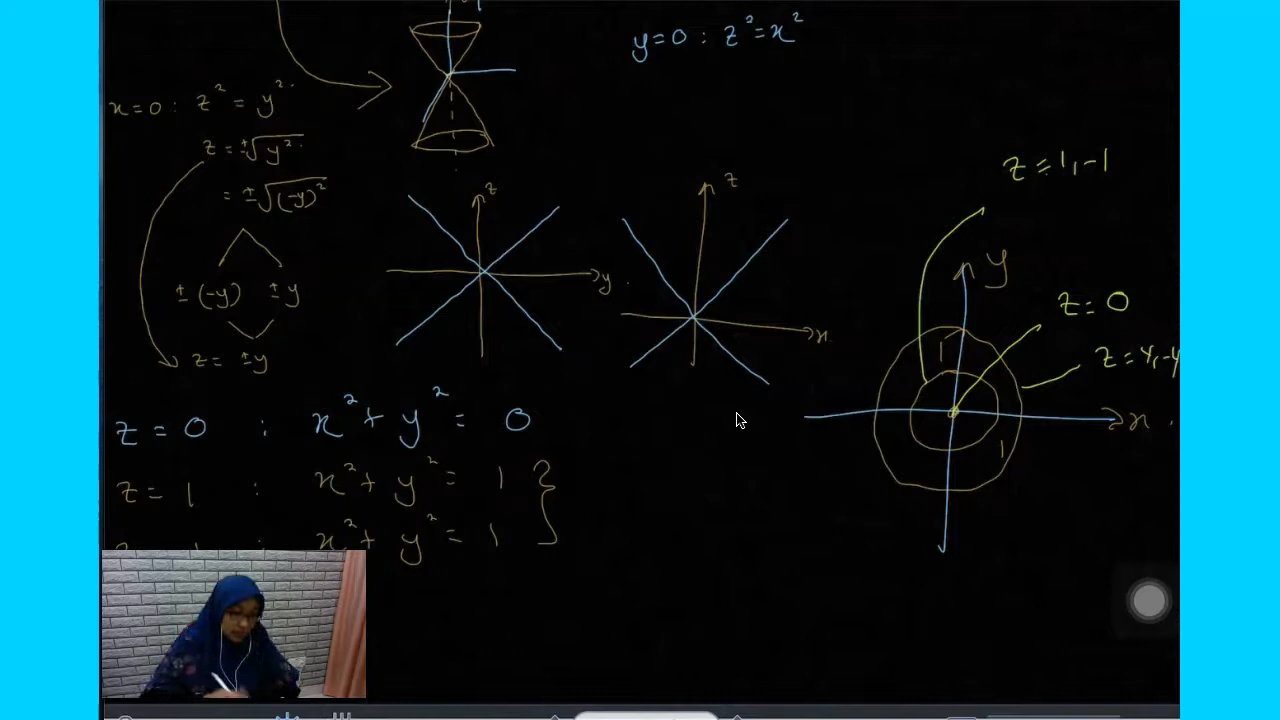 y=0 : z²=x²
x=0 : z² = y²
z = ±√y²
= ±√(-y)²
±(-y) ±y
z = ±y
z
y
z
x
z = 1, -1
y
z = 0
z = 4, -4
1
1
x
z = 0 : x² + y² = 0
z = 1 : x² + y² = 1
x² + y² = 1